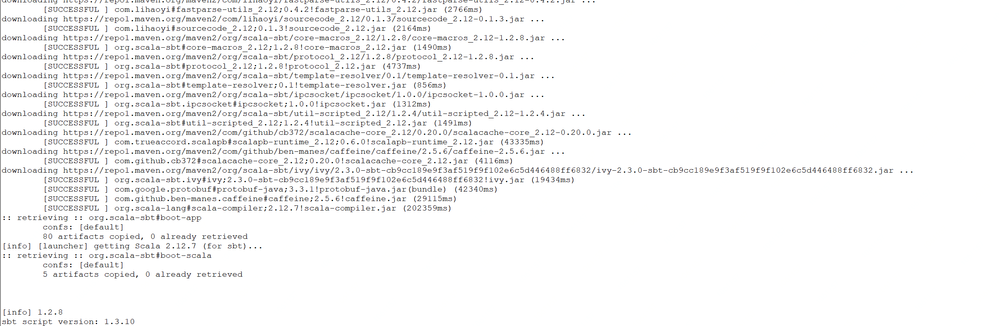 downloading https://repo1.maven.org/maven2/com/lihaoyi/fastparse-utils_2.12/0.4.2/fastparse-utils_2.12-0.4.2.jar ...
[SUCCESSFUL ] com.lihaoyi#fastparse-utils_2.12;0.4.2!fastparse-utils_2.12.jar (2766ms)
downloading https://repo1.maven.org/maven2/com/lihaoyi/sourcecode_2.12/0.1.3/sourcecode_2.12-0.1.3.jar ...
[SUCCESSFUL ] com.lihaoyi#sourcecode_2.12;0.1.3!sourcecode_2.12.jar (2164ms)
downloading https://repo1.maven.org/maven2/org/scala-sbt/core-macros_2.12/1.2.8/core-macros_2.12-1.2.8.jar ...
[SUCCESSFUL ] org.scala-sbt#core-macros_2.12;1.2.8!core-macros_2.12.jar (1490ms)
downloading https://repo1.maven.org/maven2/org/scala-sbt/protocol_2.12/1.2.8/protocol_2.12-1.2.8.jar ...
[SUCCESSFUL ] org.scala-sbt#protocol_2.12;1.2.8!protocol_2.12.jar (4737ms)
downloading https://repo1.maven.org/maven2/org/scala-sbt/template-resolver/0.1/template-resolver-0.1.jar ...
[SUCCESSFUL ] org.scala-sbt#template-resolver;0.1!template-resolver.jar (856ms)
downloading https://repo1.maven.org/maven2/org/scala-sbt/ipcsocket/ipcsocket/1.0.0/ipcsocket-1.0.0.jar ...
[SUCCESSFUL ] org.scala-sbt.ipcsocket#ipcsocket;1.0.0!ipcsocket.jar (1312ms)
downloading https://repo1.maven.org/maven2/org/scala-sbt/util-scripted_2.12/1.2.4/util-scripted_2.12-1.2.4.jar ...
[SUCCESSFUL ] org.scala-sbt#util-scripted_2.12;1.2.4!util-scripted_2.12.jar (1491ms)
downloading https://repo1.maven.org/maven2/com/github/cb372/scalacache-core_2.12/0.20.0/scalacache-core_2.12-0.20.0.jar ...
[SUCCESSFUL ] com.trueaccord.scalapb#scalapb-runtime_2.12;0.6.0!scalapb-runtime_2.12.jar (43335ms)
downloading https://repo1.maven.org/maven2/com/github/ben-manes/caffeine/caffeine/2.5.6/caffeine-2.5.6.jar ...
[SUCCESSFUL ] com.github.cb372#scalacache-core_2.12;0.20.0!scalacache-core_2.12.jar (4116ms)
downloading https://repo1.maven.org/maven2/org/scala-sbt/ivy/ivy/2.3.0-sbt-cb9cc189e9f3af519f9f102e6c5d446488ff6832/ivy-2.3.0-sbt-cb9cc189e9f3af519f9f102e6c5d446488ff6832.jar ...
[SUCCESSFUL ] org.scala-sbt.ivy#ivy;2.3.0-sbt-cb9cc189e9f3af519f9f102e6c5d446488ff6832!ivy.jar (19434ms)
[SUCCESSFUL ] com.google.protobuf#protobuf-java;3.3.1!protobuf-java.jar(bundle) (42340ms)
[SUCCESSFUL ] com.github.ben-manes.caffeine#caffeine;2.5.6!caffeine.jar (29115ms)
[SUCCESSFUL ] org.scala-lang#scala-compiler;2.12.7!scala-compiler.jar (202359ms)
:: retrieving :: org.scala-sbt#boot-app
confs: [default]
80 artifacts copied, 0 already retrieved
[info] [launcher] getting Scala 2.12.7 (for sbt)...
:: retrieving :: org.scala-sbt#boot-scala
confs: [default]
5 artifacts copied, 0 already retrieved
[info] 1.2.8
sbt script version: 1.3.10